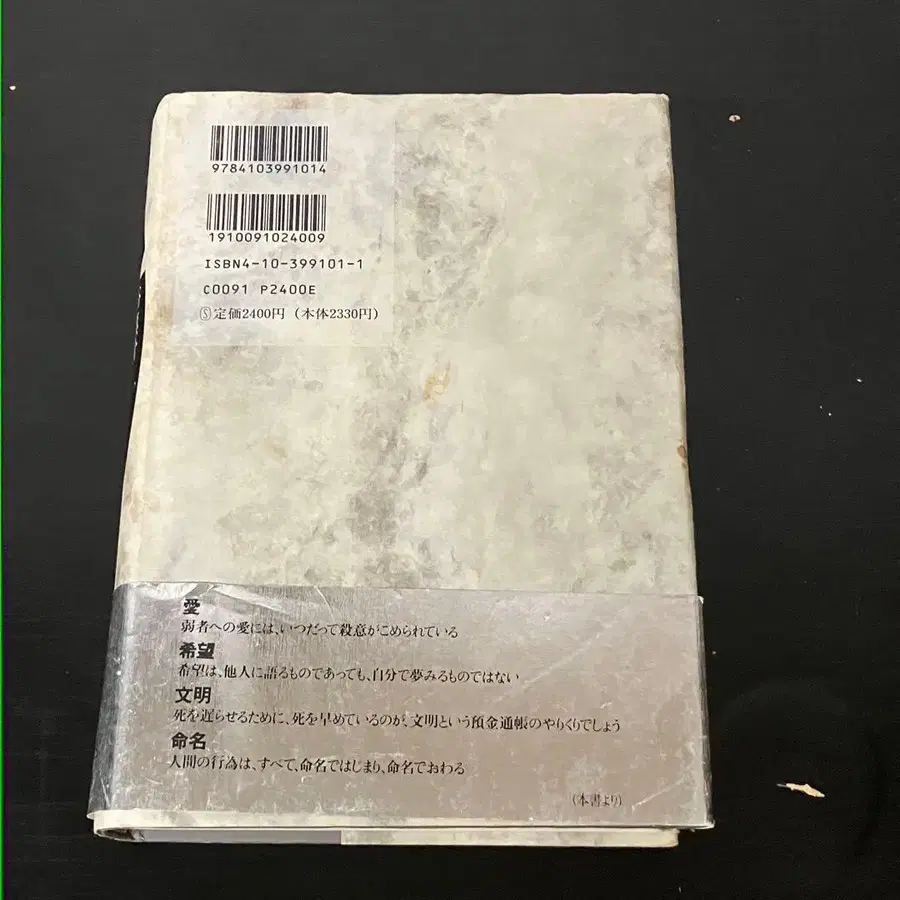 9784103991014
1910091024009
ISBN4-10-399101-1
C0091 P2400E
Ⓢ定価2400円（本体2330円）
愛
弱者への愛には、いつだって殺意がこめられている
希望
希望は、他人に語るものであっても、自分で夢みるものではない
文明
死を遅らせるために、死を早めているのが、文明という預金通帳のやりくりでしょう
命名
人間の行為は、すべて、命名ではじまり、命名でおわる
（本書より）